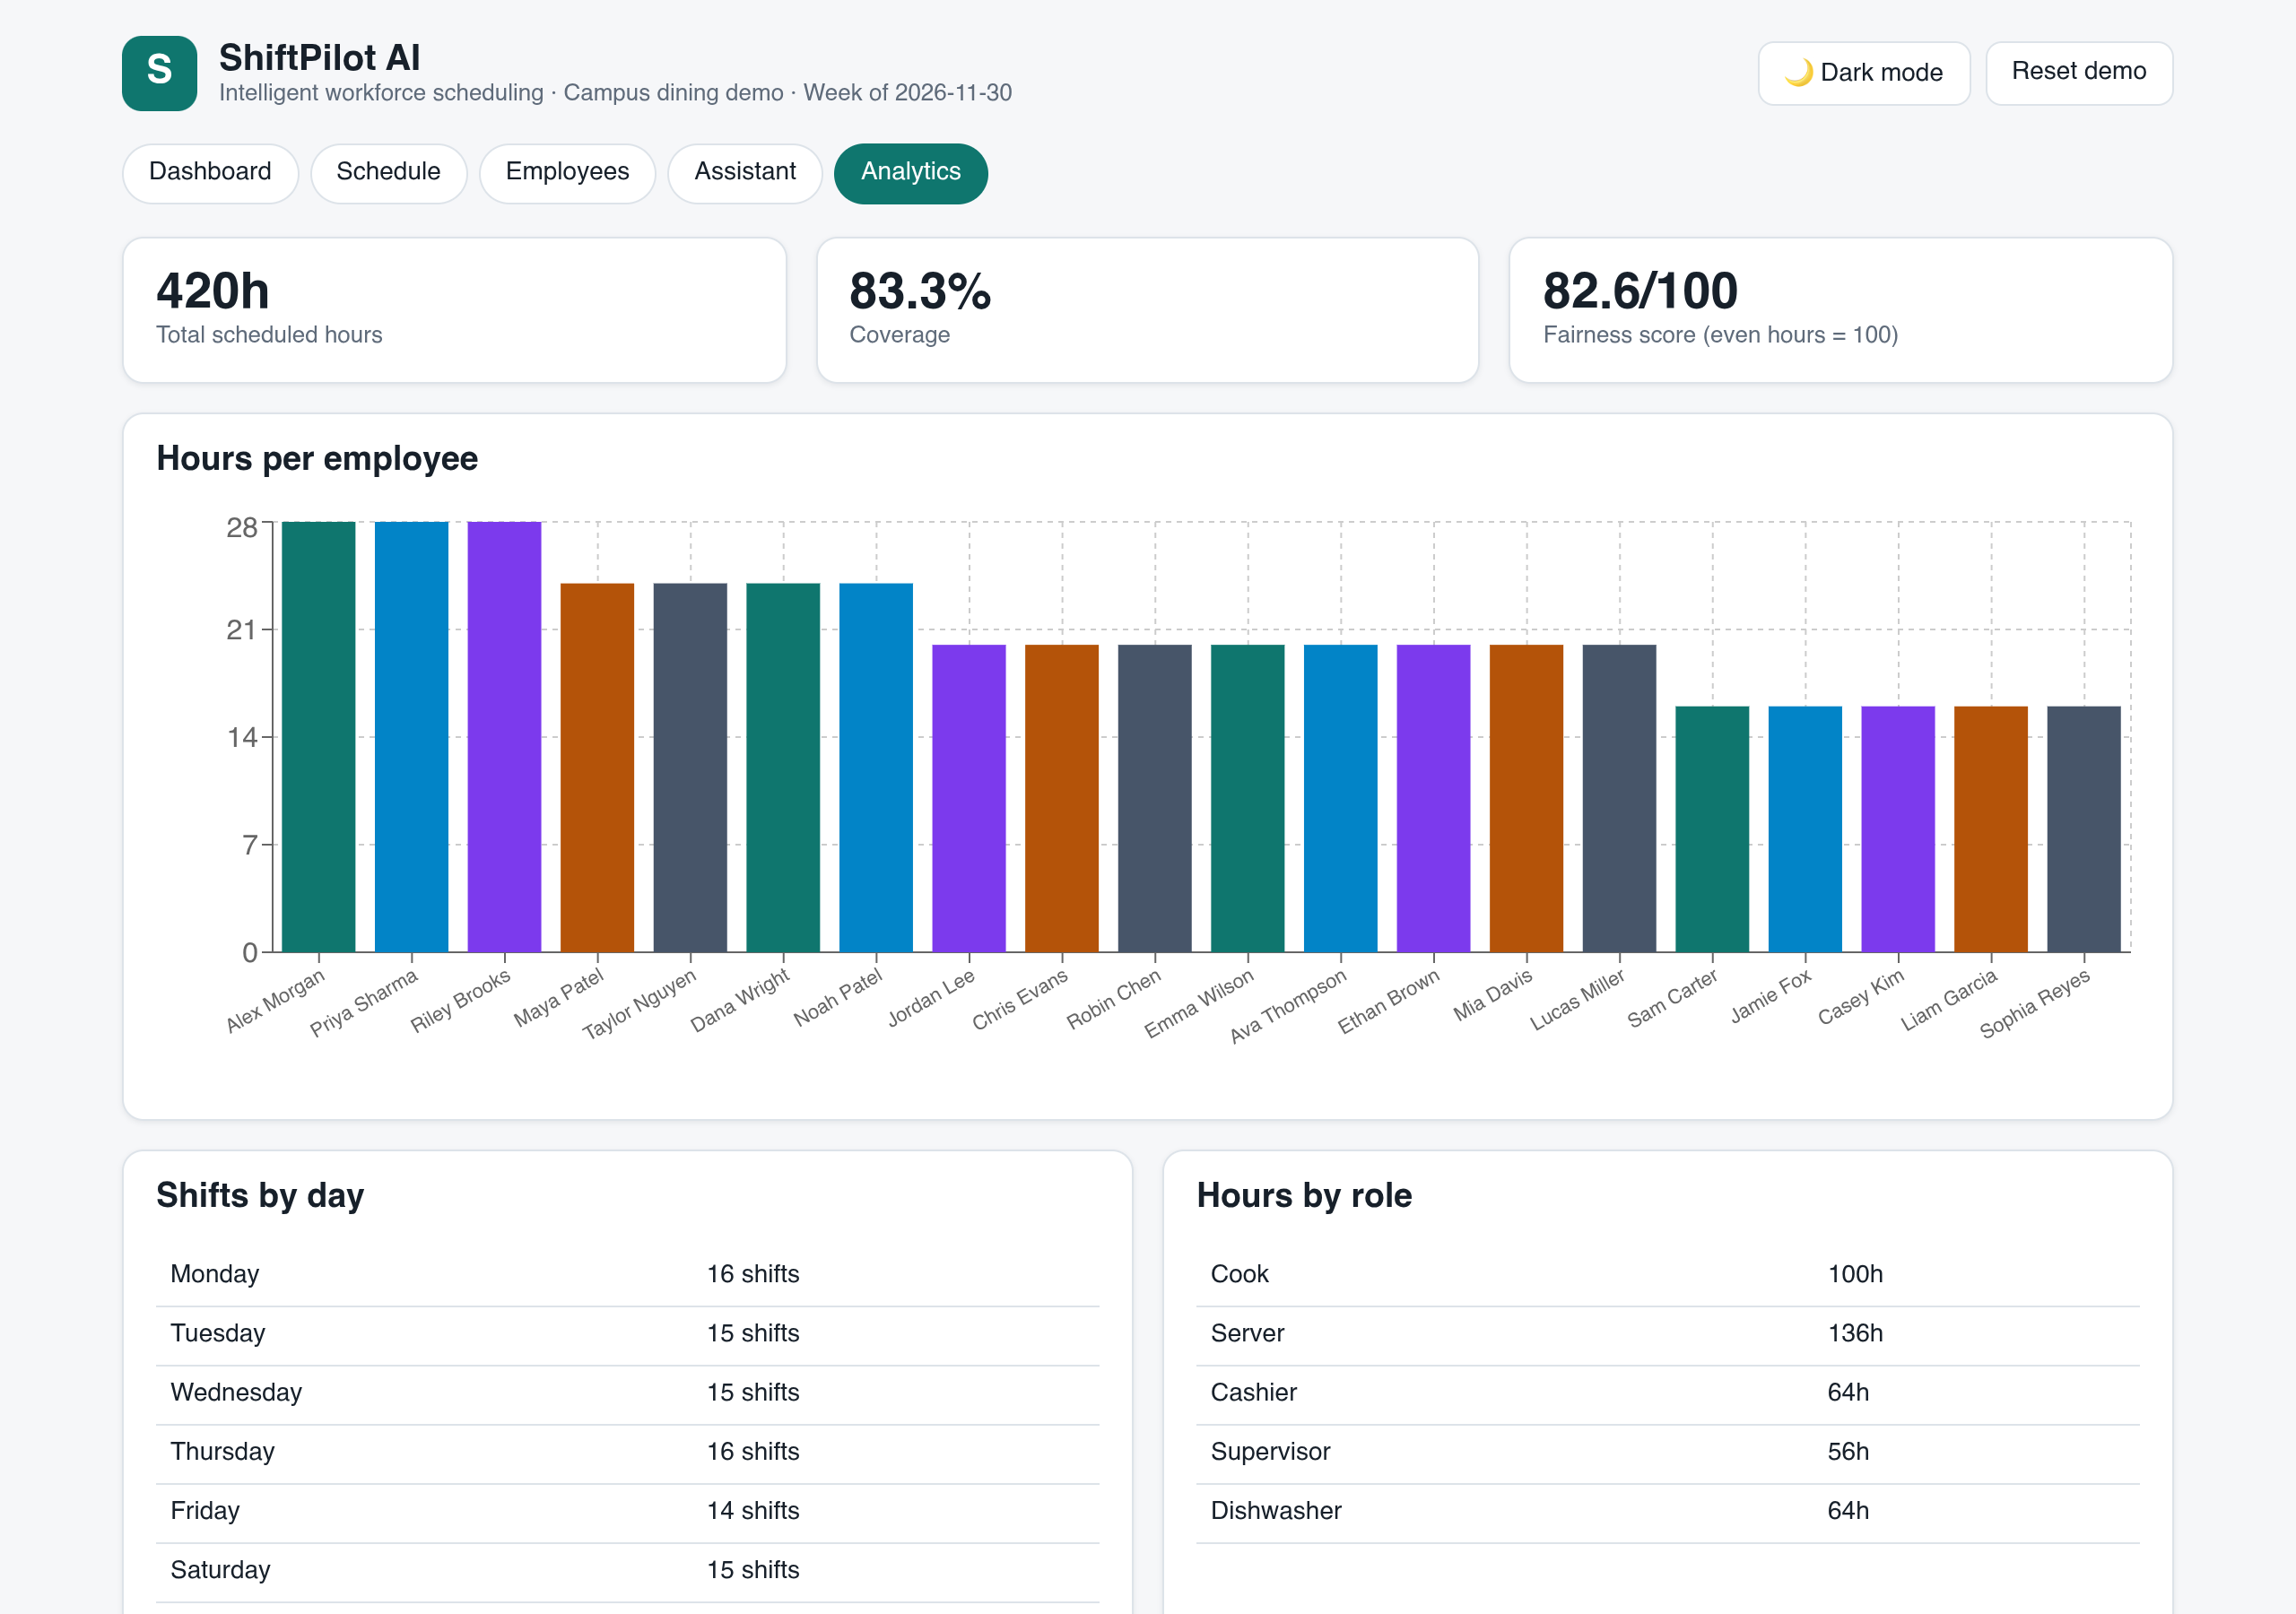 S
ShiftPilot AI
Intelligent workforce scheduling · Campus dining demo · Week of 2026-11-30
🌙 Dark mode
Reset demo
Dashboard
Schedule
Employees
Assistant
Analytics
420h
Total scheduled hours
83.3%
Coverage
82.6/100
Fairness score (even hours = 100)
Hours per employee
28
21
14
7
0
Alex Morgan
Priya Sharma
Riley Brooks
Maya Patel
Taylor Nguyen
Dana Wright
Noah Patel
Jordan Lee
Chris Evans
Robin Chen
Emma Wilson
Ava Thompson
Ethan Brown
Mia Davis
Lucas Miller
Sam Carter
Jamie Fox
Casey Kim
Liam Garcia
Sophia Reyes
Shifts by day
Monday 16 shifts
Tuesday 15 shifts
Wednesday 15 shifts
Thursday 16 shifts
Friday 14 shifts
Saturday 15 shifts
Hours by role
Cook 100h
Server 136h
Cashier 64h
Supervisor 56h
Dishwasher 64h